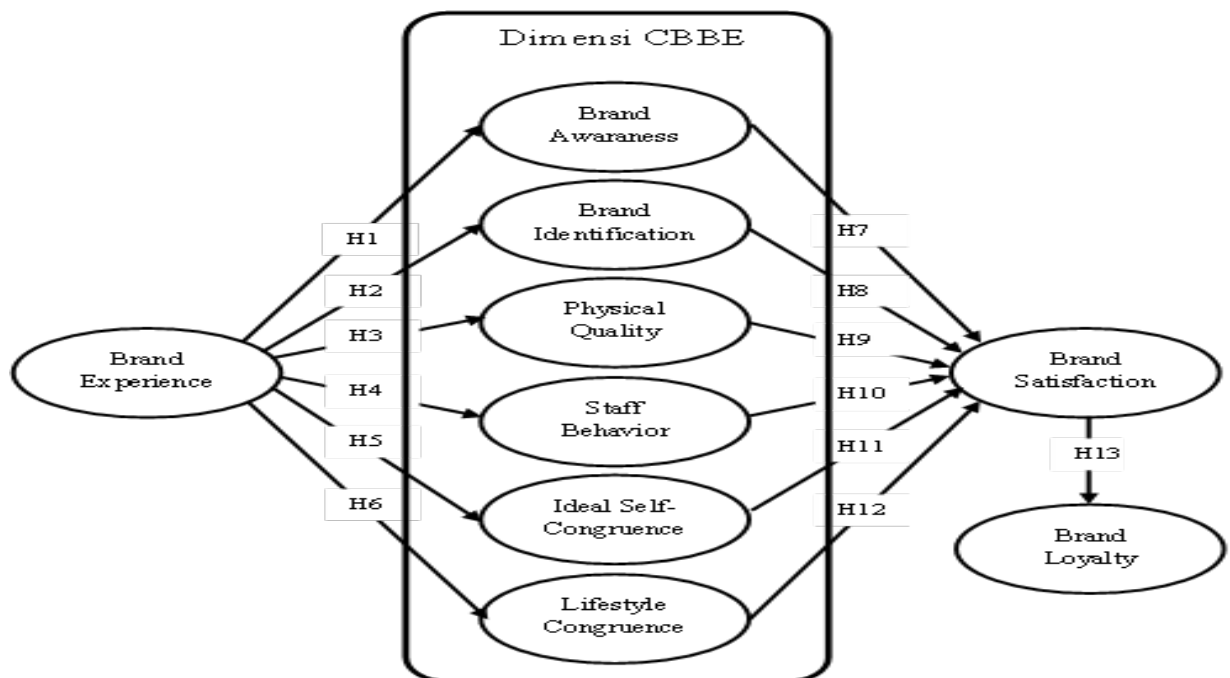 Dimensi CBBE
Brand
Awaraness
Brand
Identification
H1
H7
H2
H8
Physical
Quality
H3
H9
Brand
Experience
Brand
Satisfaction
H4
H10
Staff
Behavior
H5
H11
H13
H6
Ideal Self-
Congruence
H12
Brand
Loyalty
Lifestyle
Congruence